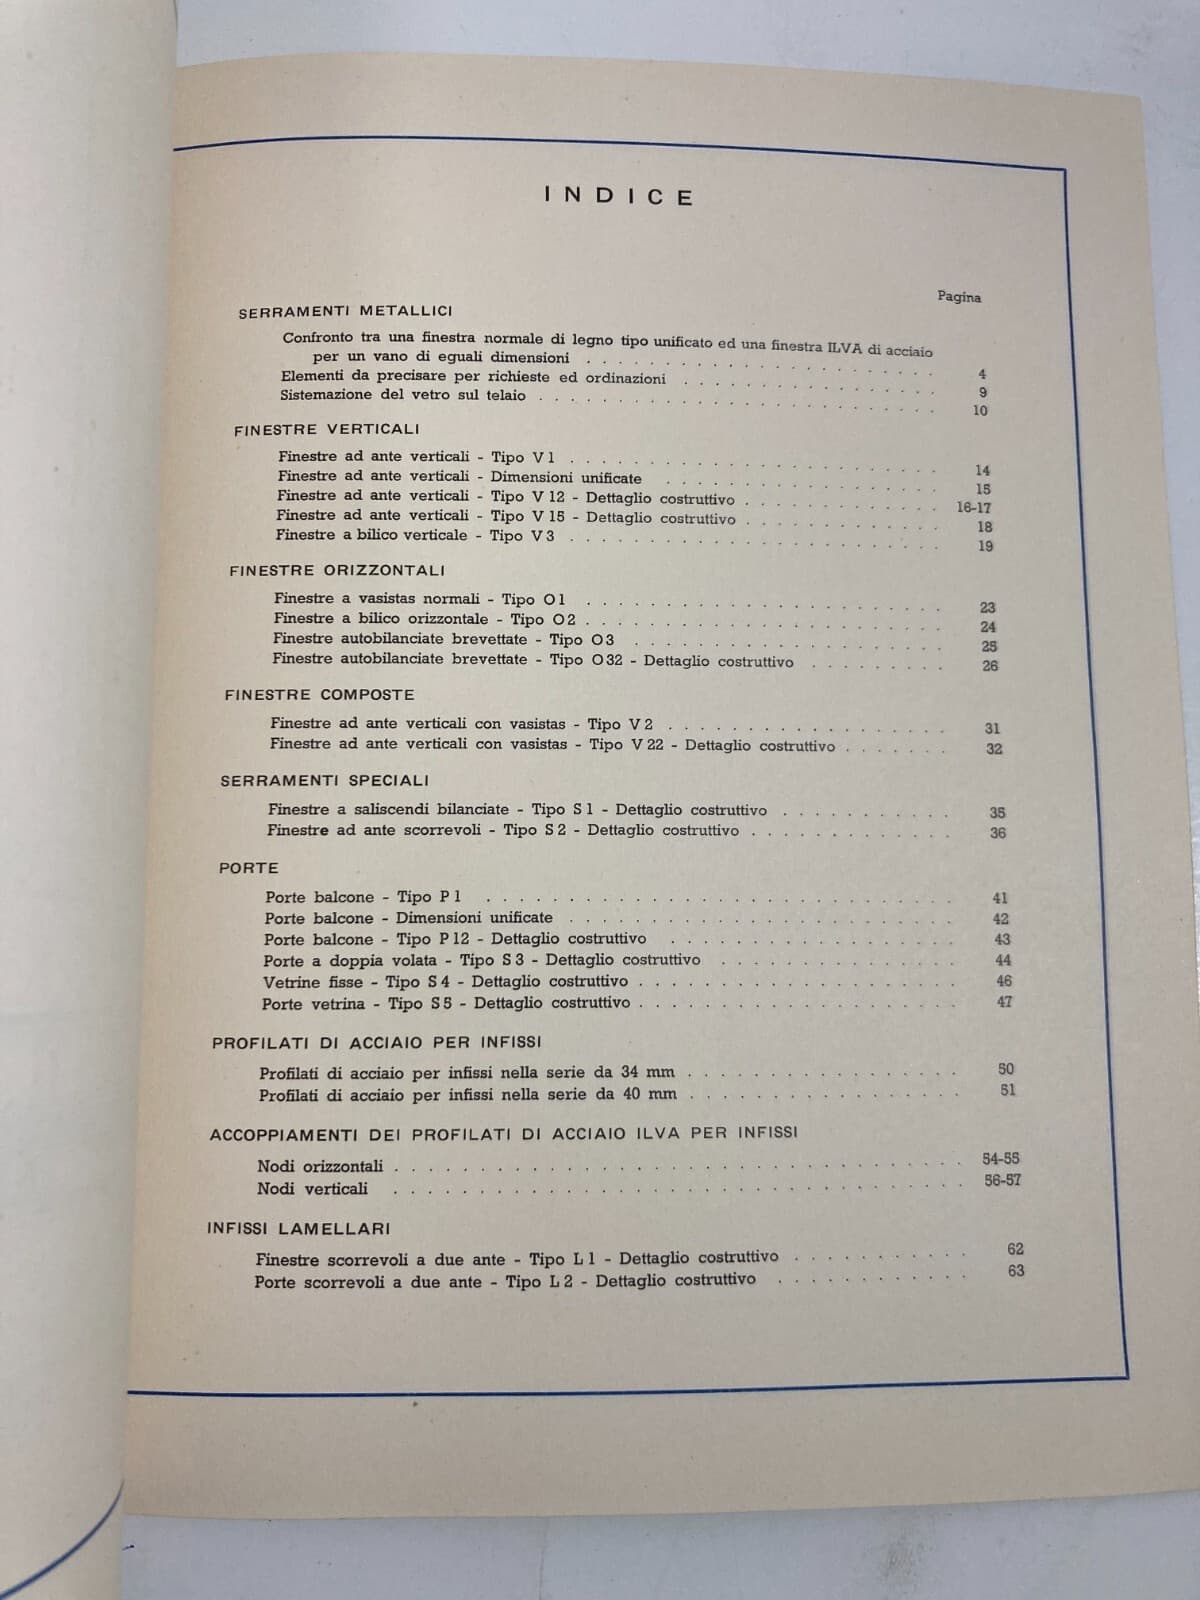 INDICE
Pagina
SERRAMENTI METALLICI
Confronto tra una finestra normale di legno tipo unificato ed una finestra ILVA di acciaio
per un vano di eguali dimensioni . . . . . . . . . . . . . . . . . . 4
Elementi da precisare per richieste ed ordinazioni . . . . . . . . . . . . . 9
Sistemazione del vetro sul telaio . . . . . . . . . . . . . . . . . . . . 10
FINESTRE VERTICALI
Finestre ad ante verticali - Tipo V 1 . . . . . . . . . . . . . . . . . . . 14
Finestre ad ante verticali - Dimensioni unificate . . . . . . . . . . . . . . 15
Finestre ad ante verticali - Tipo V 12 - Dettaglio costruttivo . . . . . . . . . . 16-17
Finestre ad ante verticali - Tipo V 15 - Dettaglio costruttivo . . . . . . . . . . 18
Finestre a bilico verticale - Tipo V 3 . . . . . . . . . . . . . . . . . . . 19
FINESTRE ORIZZONTALI
Finestre a vasistas normali - Tipo O 1 . . . . . . . . . . . . . . . . . . 23
Finestre a bilico orizzontale - Tipo O 2 . . . . . . . . . . . . . . . . . . 24
Finestre autobilanciate brevettate - Tipo O 3 . . . . . . . . . . . . . . . . 25
Finestre autobilanciate brevettate - Tipo O 32 - Dettaglio costruttivo . . . . . . . 26
FINESTRE COMPOSTE
Finestre ad ante verticali con vasistas - Tipo V 2 . . . . . . . . . . . . . . . 31
Finestre ad ante verticali con vasistas - Tipo V 22 - Dettaglio costruttivo . . . . . . 32
SERRAMENTI SPECIALI
Finestre a saliscendi bilanciate - Tipo S 1 - Dettaglio costruttivo . . . . . . . . . 35
Finestre ad ante scorrevoli - Tipo S 2 - Dettaglio costruttivo . . . . . . . . . . . 36
PORTE
Porte balcone - Tipo P 1 . . . . . . . . . . . . . . . . . . . . . . . . 41
Porte balcone - Dimensioni unificate . . . . . . . . . . . . . . . . . . . . 42
Porte balcone - Tipo P 12 - Dettaglio costruttivo . . . . . . . . . . . . . . . 43
Porte a doppia volata - Tipo S 3 - Dettaglio costruttivo . . . . . . . . . . . . 44
Vetrine fisse - Tipo S 4 - Dettaglio costruttivo . . . . . . . . . . . . . . . . . 46
Porte vetrina - Tipo S 5 - Dettaglio costruttivo . . . . . . . . . . . . . . . . . 47
PROFILATI DI ACCIAIO PER INFISSI
Profilati di acciaio per infissi nella serie da 34 mm . . . . . . . . . . . . . . 50
Profilati di acciaio per infissi nella serie da 40 mm . . . . . . . . . . . . . . 51
ACCOPPIAMENTI DEI PROFILATI DI ACCIAIO ILVA PER INFISSI
Nodi orizzontali . . . . . . . . . . . . . . . . . . . . . . . . . . . . . 54-55
Nodi verticali . . . . . . . . . . . . . . . . . . . . . . . . . . . . . 56-57
INFISSI LAMELLARI
Finestre scorrevoli a due ante - Tipo L 1 - Dettaglio costruttivo . . . . . . . . . . 62
Porte scorrevoli a due ante - Tipo L 2 - Dettaglio costruttivo . . . . . . . . . . 63